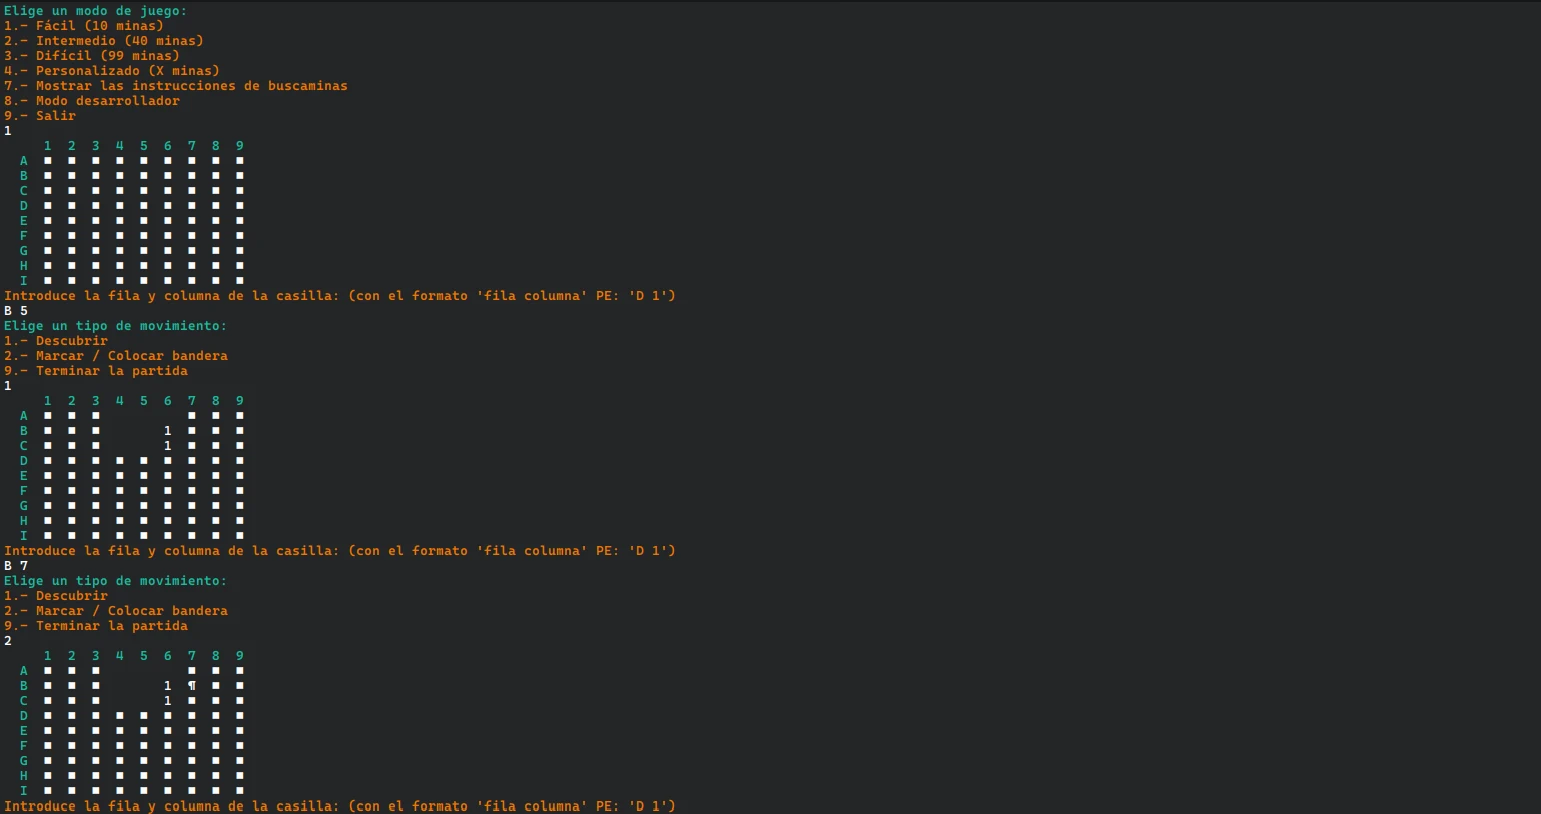 Elige un modo de juego:
1.- Fácil (10 minas)
2.- Intermedio (40 minas)
3.- Difícil (99 minas)
4.- Personalizado (X minas)
7.- Mostrar las instrucciones de buscaminas
8.- Modo desarrollador
9.- Salir
1
1 2 3 4 5 6 7 8 9
A ■ ■ ■ ■ ■ ■ ■ ■ ■
B ■ ■ ■ ■ ■ ■ ■ ■ ■
C ■ ■ ■ ■ ■ ■ ■ ■ ■
D ■ ■ ■ ■ ■ ■ ■ ■ ■
E ■ ■ ■ ■ ■ ■ ■ ■ ■
F ■ ■ ■ ■ ■ ■ ■ ■ ■
G ■ ■ ■ ■ ■ ■ ■ ■ ■
H ■ ■ ■ ■ ■ ■ ■ ■ ■
I ■ ■ ■ ■ ■ ■ ■ ■ ■
Introduce la fila y columna de la casilla: (con el formato 'fila columna' PE: 'D 1')
B 5
Elige un tipo de movimiento:
1.- Descubrir
2.- Marcar / Colocar bandera
9.- Terminar la partida
1
1 2 3 4 5 6 7 8 9
A ■ ■ ■       ■ ■ ■
B ■ ■ ■     1 ■ ■ ■
C ■ ■ ■     1 ■ ■ ■
D ■ ■ ■ ■ ■ ■ ■ ■ ■
E ■ ■ ■ ■ ■ ■ ■ ■ ■
F ■ ■ ■ ■ ■ ■ ■ ■ ■
G ■ ■ ■ ■ ■ ■ ■ ■ ■
H ■ ■ ■ ■ ■ ■ ■ ■ ■
I ■ ■ ■ ■ ■ ■ ■ ■ ■
Introduce la fila y columna de la casilla: (con el formato 'fila columna' PE: 'D 1')
B 7
Elige un tipo de movimiento:
1.- Descubrir
2.- Marcar / Colocar bandera
9.- Terminar la partida
2
1 2 3 4 5 6 7 8 9
A ■ ■ ■       ■ ■ ■
B ■ ■ ■     1 ¶ ■ ■
C ■ ■ ■     1 ■ ■ ■
D ■ ■ ■ ■ ■ ■ ■ ■ ■
E ■ ■ ■ ■ ■ ■ ■ ■ ■
F ■ ■ ■ ■ ■ ■ ■ ■ ■
G ■ ■ ■ ■ ■ ■ ■ ■ ■
H ■ ■ ■ ■ ■ ■ ■ ■ ■
I ■ ■ ■ ■ ■ ■ ■ ■ ■
Introduce la fila y columna de la casilla: (con el formato 'fila columna' PE: 'D 1')